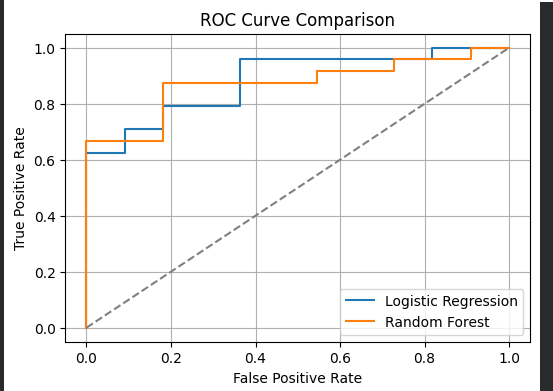 ROC Curve Comparison
1.0
0.8
0.6
0.4
0.2
0.0
True Positive Rate
Logistic Regression
Random Forest
0.0 0.2 0.4 0.6 0.8 1.0
False Positive Rate